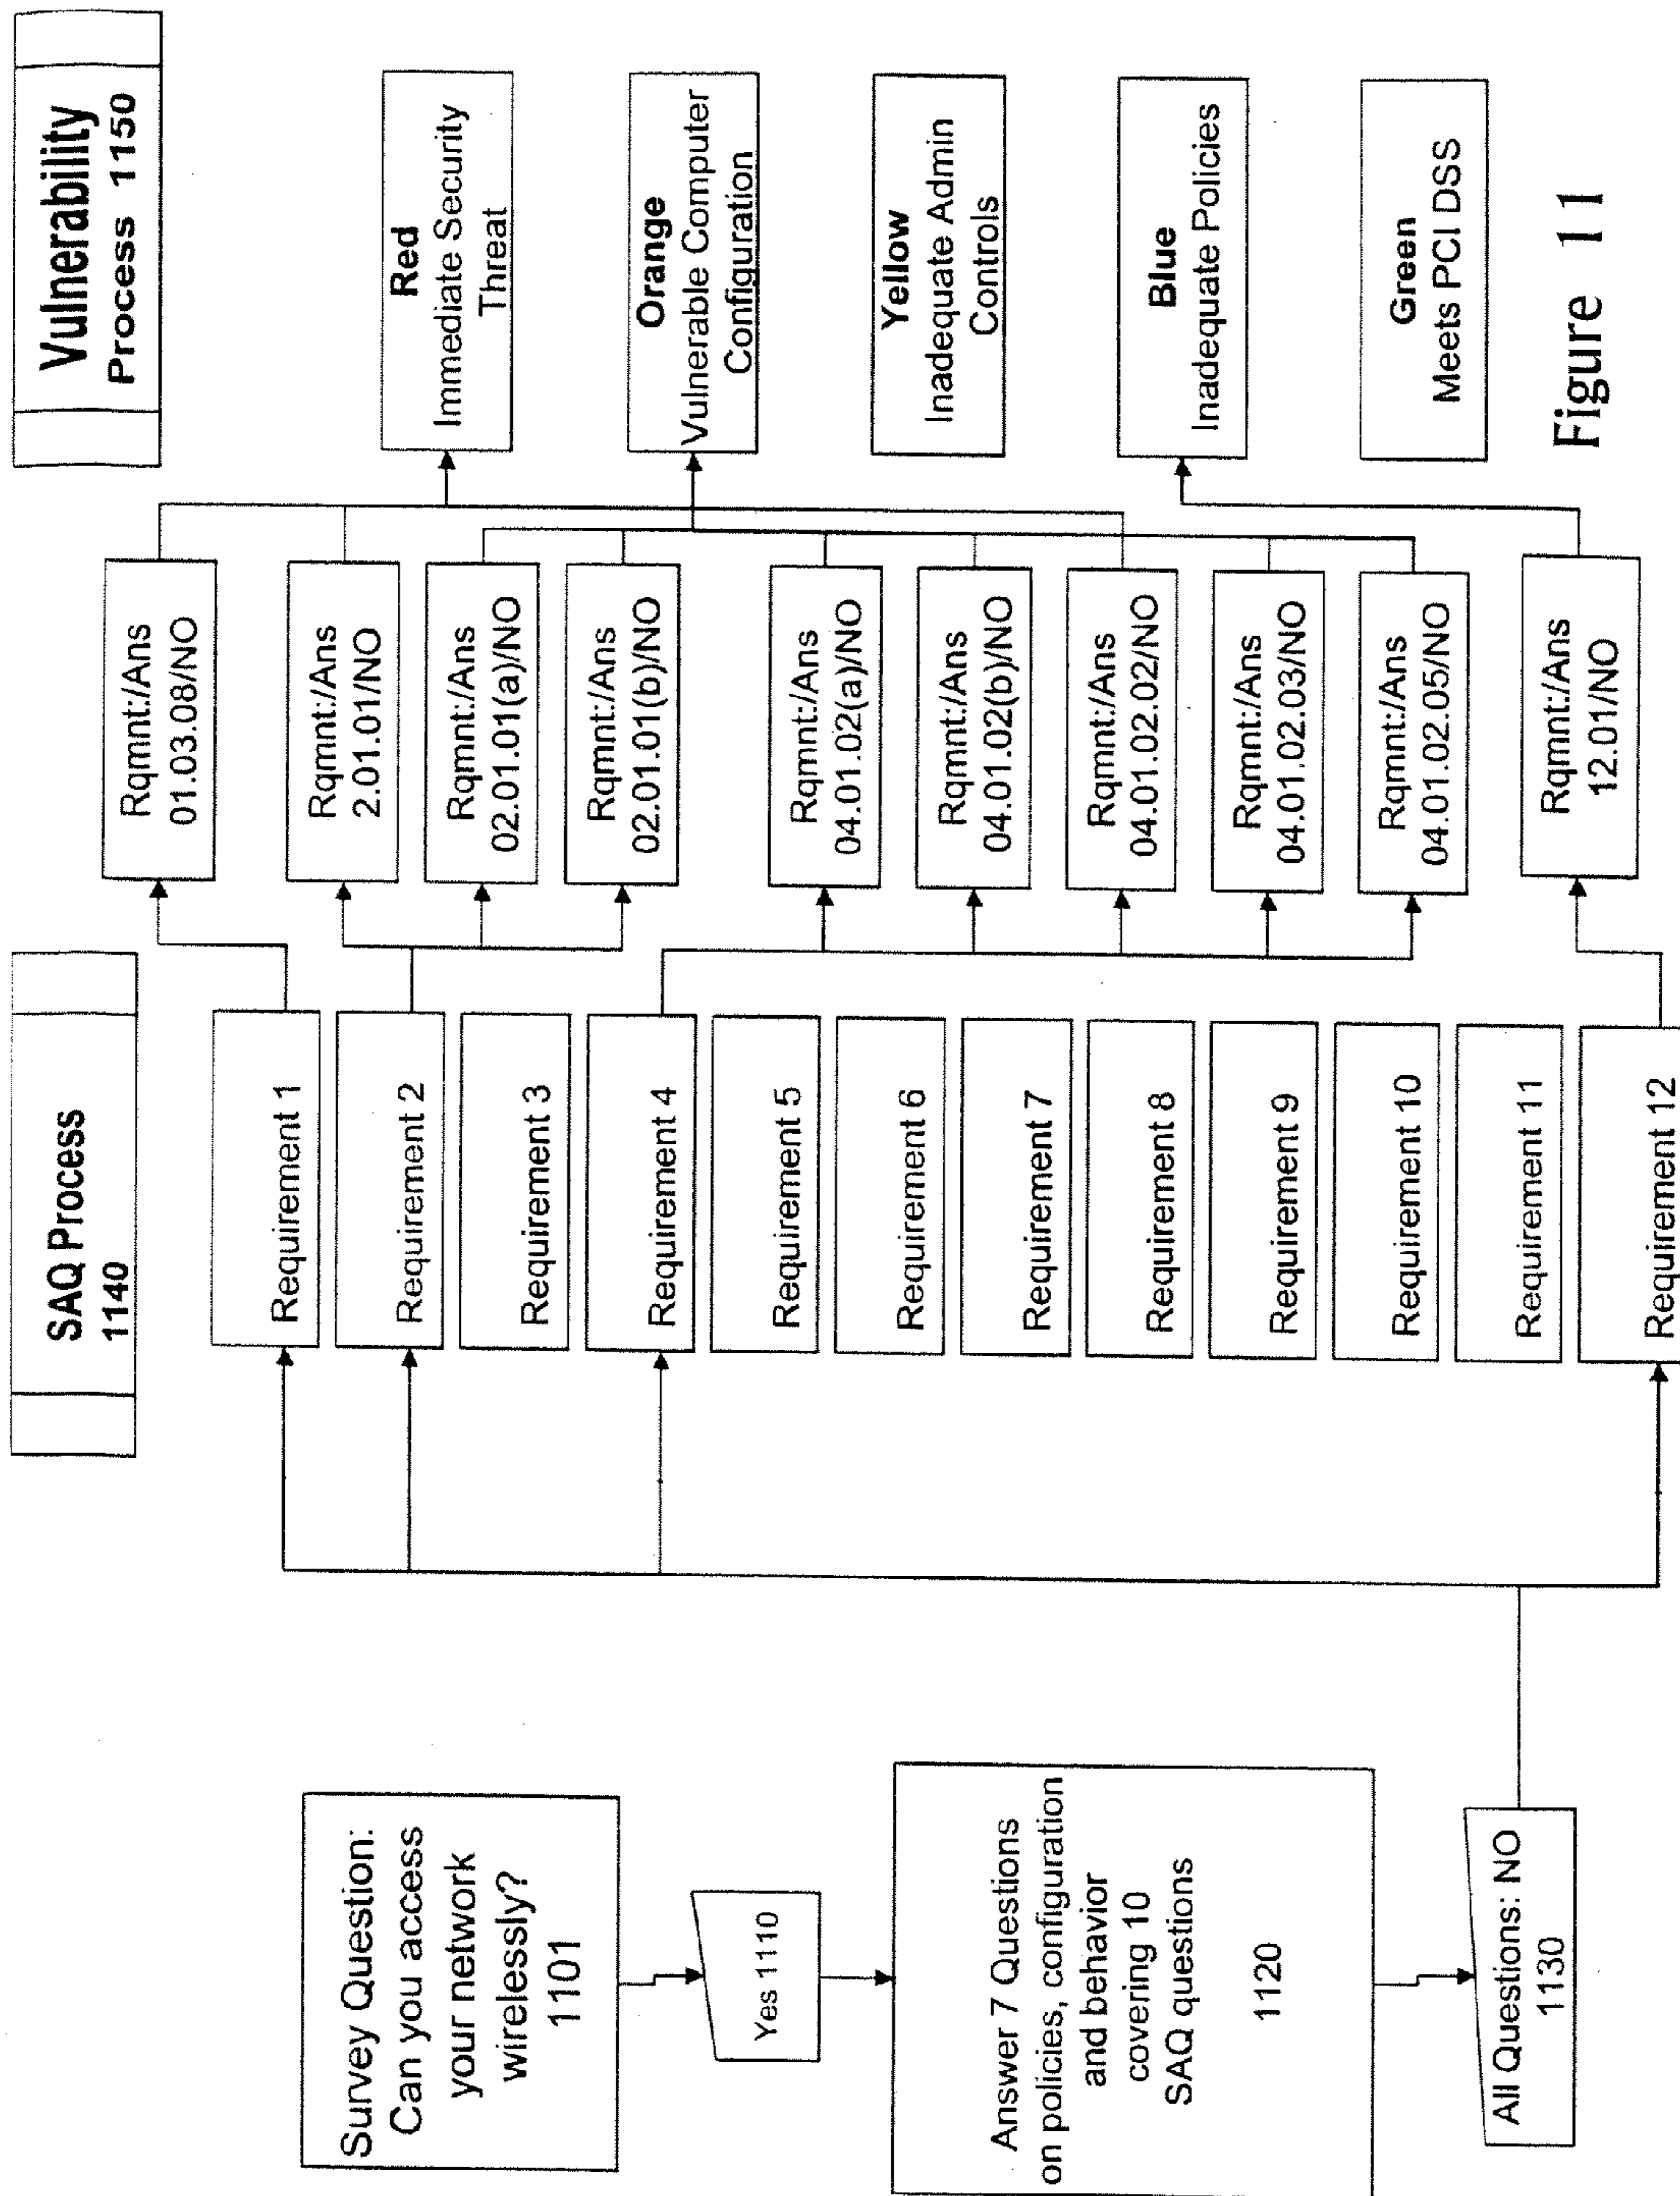 Survey Question:
Can you access
your network
wirelessly?
1101
Yes 1110
Answer 7 Questions
on policies, configuration
and behavior
covering 10
SAQ questions
1120
All Questions: NO
1130
SAQ Process
1140
Requirement 1
Requirement 2
Requirement 3
Requirement 4
Requirement 5
Requirement 6
Requirement 7
Requirement 8
Requirement 9
Requirement 10
Requirement 11
Requirement 12
Rqmnt:/Ans
01.03.08/NO
Rqmnt:/Ans
2.01.01/NO
Rqmnt:/Ans
02.01.01(a)/NO
Rqmnt:/Ans
02.01.01(b)/NO
Rqmnt:/Ans
04.01.02(a)/NO
Rqmnt:/Ans
04.01.02(b)/NO
Rqmnt:/Ans
04.01.02.02/NO
Rqmnt:/Ans
04.01.02.03/NO
Rqmnt:/Ans
04.01.02.05/NO
Rqmnt:/Ans
12.01/NO
Vulnerability
Process 1150
Red
Immediate Security
Threat
Orange
Vulnerable Computer
Configuration
Yellow
Inadequate Admin
Controls
Blue
Inadequate Policies
Green
Meets PCI DSS
Figure 11